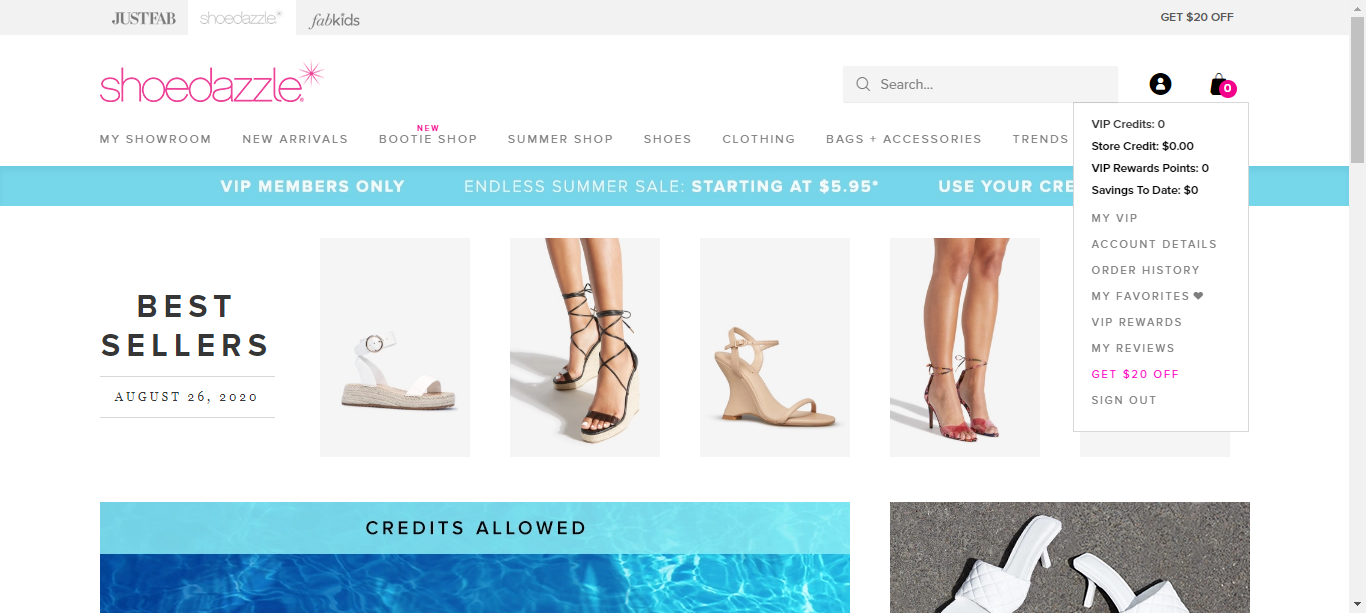 JUSTFAB
shoedazzle
fabkids
GET $20 OFF
shoedazzle
Search...
0
NEW
MY SHOWROOM
NEW ARRIVALS
BOOTIE SHOP
SUMMER SHOP
SHOES
CLOTHING
BAGS + ACCESSORIES
TRENDS
VIP MEMBERS ONLY
ENDLESS SUMMER SALE: STARTING AT $5.95*
USE YOUR CRE
VIP Credits: 0
Store Credit: $0.00
VIP Rewards Points: 0
Savings To Date: $0
MY VIP
ACCOUNT DETAILS
ORDER HISTORY
MY FAVORITES ♥
VIP REWARDS
MY REVIEWS
GET $20 OFF
SIGN OUT
BEST
SELLERS
AUGUST 26, 2020
CREDITS ALLOWED